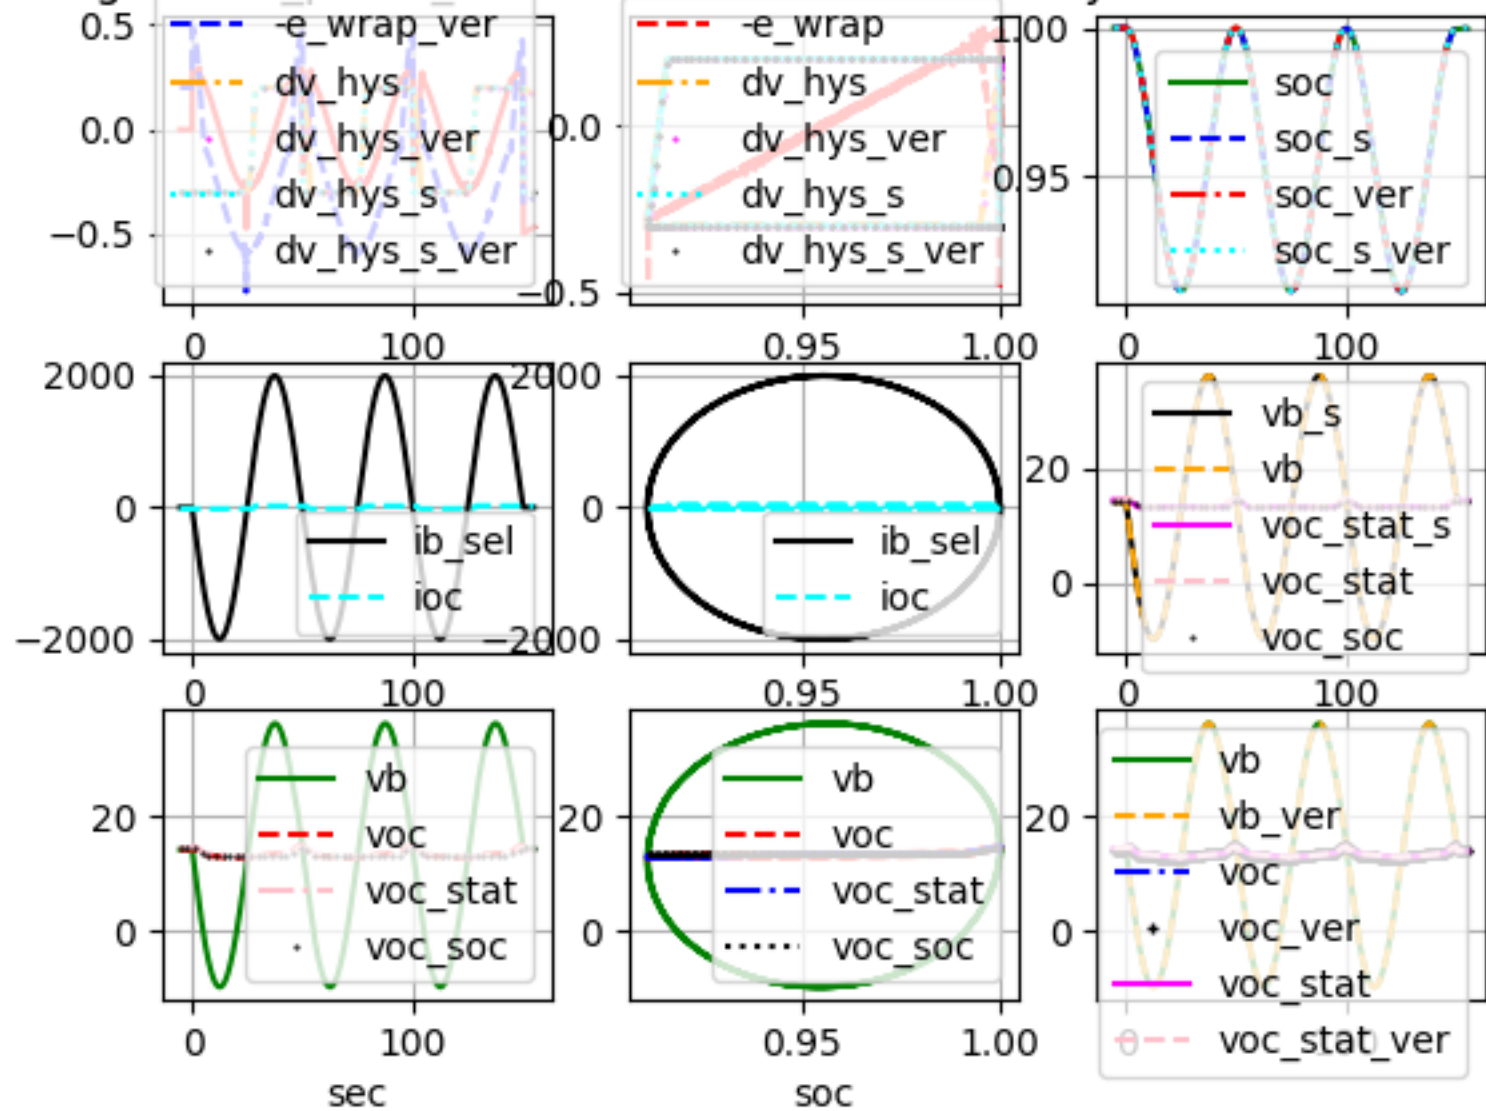 0.5
0.0
−0.5
0
100
-e_wrap_ver
dv_hys
dv_hys_ver
dv_hys_s
dv_hys_s_ver
0.0
−0.5
0.95
1.00
-e_wrap
dv_hys
dv_hys_ver
dv_hys_s
dv_hys_s_ver
1.00
0.95
0
100
soc
soc_s
soc_ver
soc_s_ver
2000
0
−2000
0
100
ib_sel
ioc
2000
0
−2000
0.95
1.00
ib_sel
ioc
20
0
0
100
vb_s
vb
voc_stat_s
voc_stat
voc_soc
20
0
0
100
sec
vb
voc
voc_stat
voc_soc
20
0
0.95
1.00
soc
vb
voc
voc_stat
voc_soc
20
0
0
vb
vb_ver
voc
voc_ver
voc_stat
voc_stat_ver